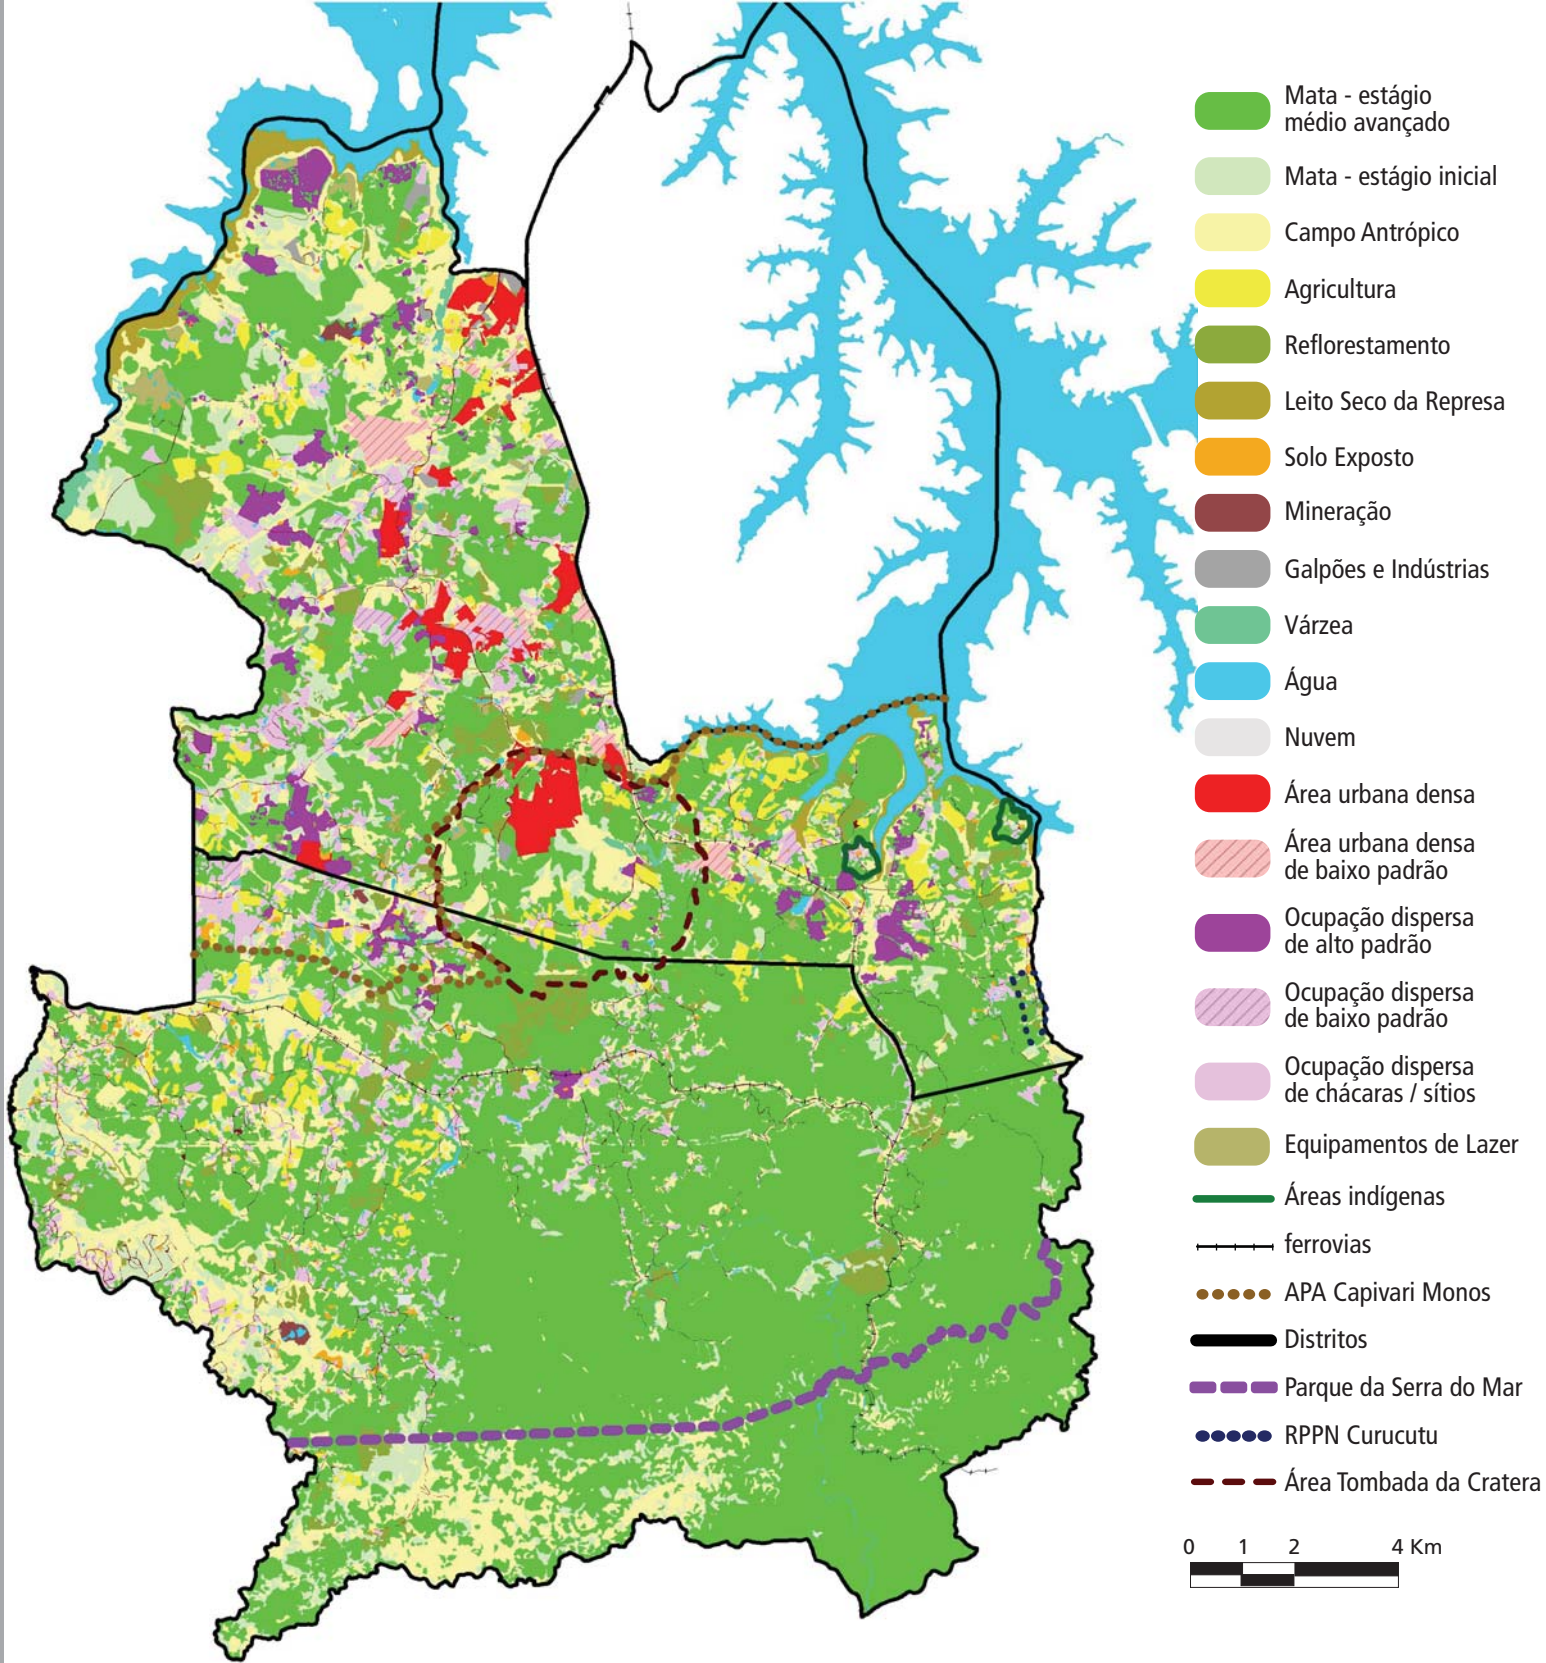 Mata - estágio
médio avançado
Mata - estágio inicial
Campo Antrópico
Agricultura
Reflorestamento
Leito Seco da Represa
Solo Exposto
Mineração
Galpões e Indústrias
Várzea
Água
Nuvem
Área urbana densa
Área urbana densa
de baixo padrão
Ocupação dispersa
de alto padrão
Ocupação dispersa
de baixo padrão
Ocupação dispersa
de chácaras / sítios
Equipamentos de Lazer
Áreas indígenas
ferrovias
APA Capivari Monos
Distritos
Parque da Serra do Mar
RPPN Curucutu
Área Tombada da Cratera
0 1 2 4 Km